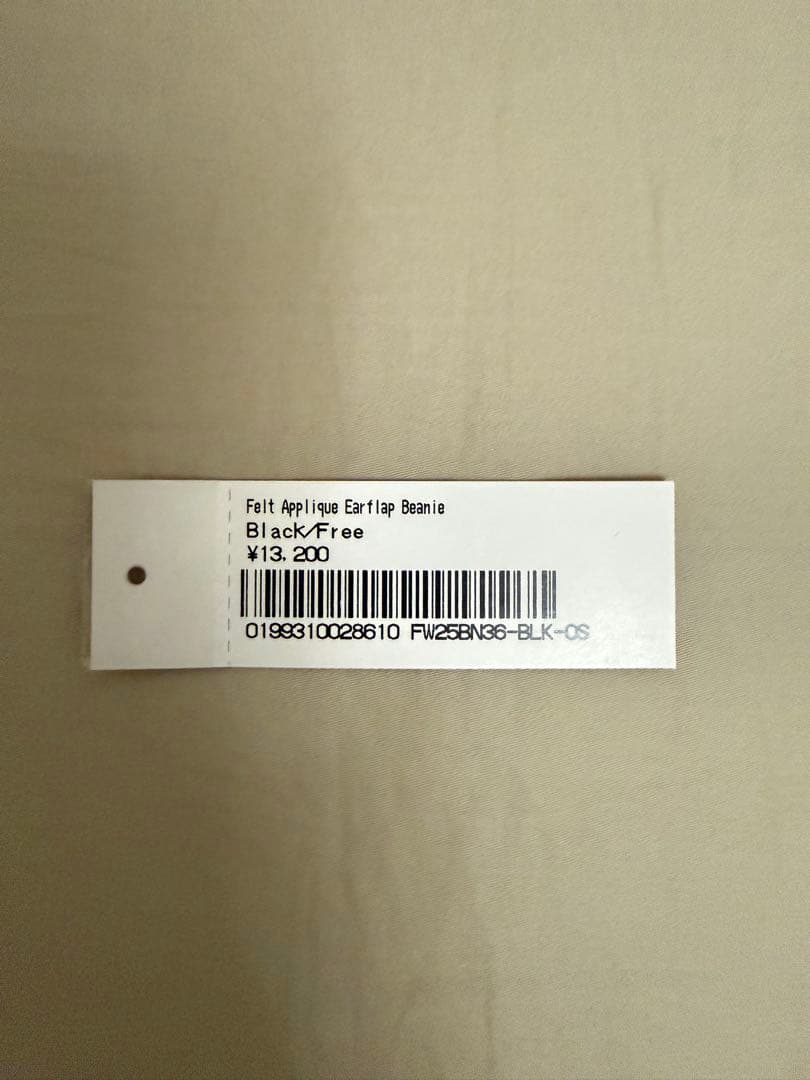 Felt Applique Earflap Beanie
Black/Free
¥13,200
0199310028610 FW25BN36-BLK-OS